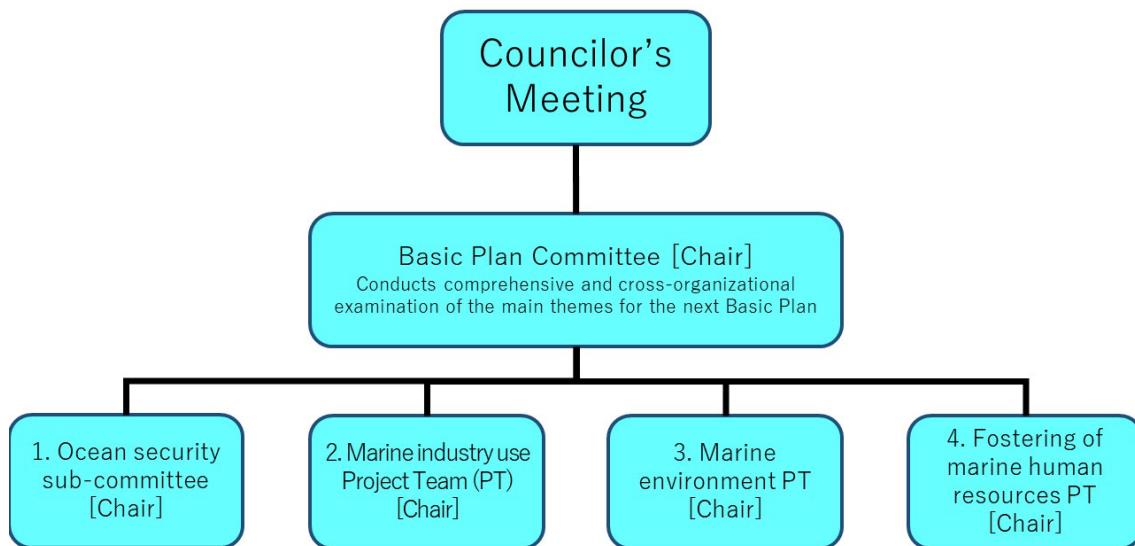 Councilor’s
Meeting
Basic Plan Committee [Chair]
Conducts comprehensive and cross-organizational
examination of the main themes for the next Basic Plan
1. Ocean security
sub-committee
[Chair]
2. Marine industry use
Project Team (PT)
[Chair]
3. Marine
environment PT
[Chair]
4. Fostering of
marine human
resources PT
[Chair]